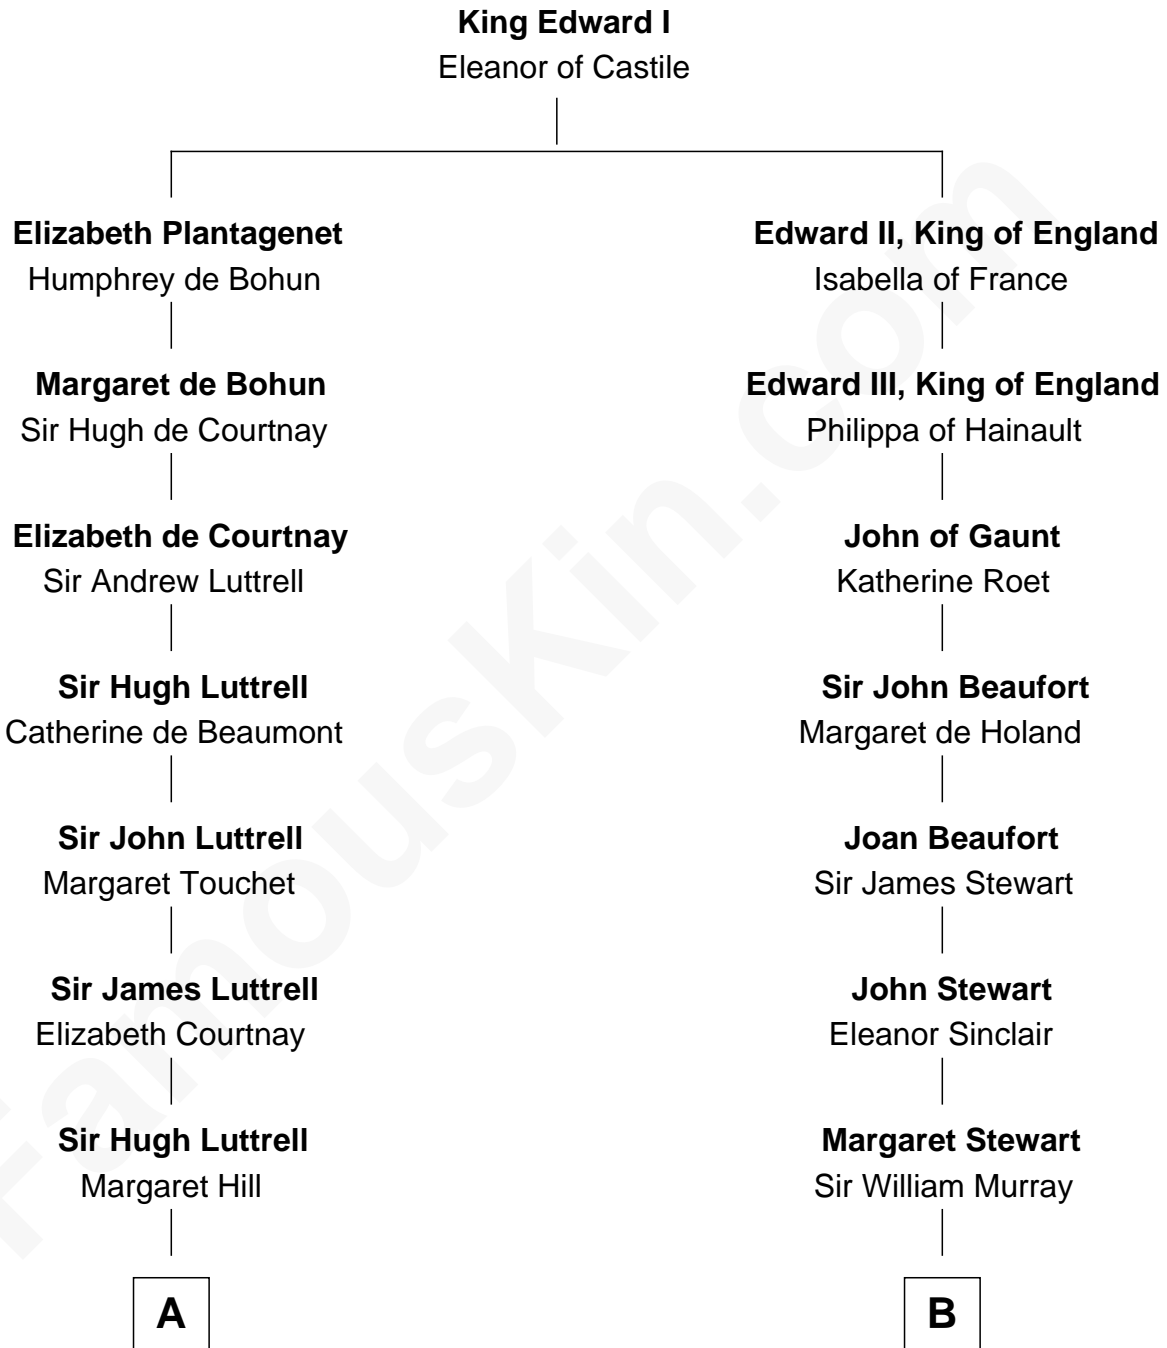 King Edward I
Eleanor of Castile
Elizabeth Plantagenet
Humphrey de Bohun
Margaret de Bohun
Sir Hugh de Courtnay
Elizabeth de Courtnay
Sir Andrew Luttrell
Sir Hugh Luttrell
Catherine de Beaumont
Sir John Luttrell
Margaret Touchet
Sir James Luttrell
Elizabeth Courtnay
Sir Hugh Luttrell
Margaret Hill
A
Edward II, King of England
Isabella of France
Edward III, King of England
Philippa of Hainault
John of Gaunt
Katherine Roet
Sir John Beaufort
Margaret de Holand
Joan Beaufort
Sir James Stewart
John Stewart
Eleanor Sinclair
Margaret Stewart
Sir William Murray
B
FamousKin.com